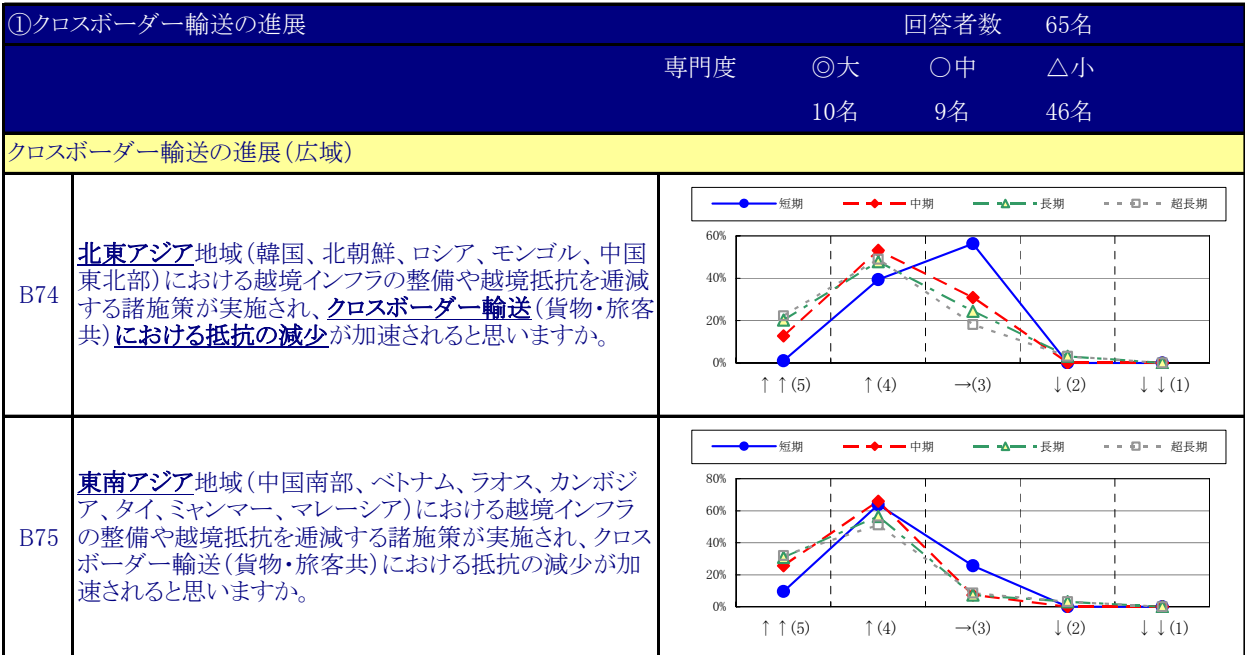 ①クロスボーダー輸送の進展 回答者数 65名
専門度 ◎大 ○中 △小
10名 9名 46名
クロスボーダー輸送の進展(広域)
B74
北東アジア地域(韓国、北朝鮮、ロシア、モンゴル、中国
東北部)における越境インフラの整備や越境抵抗を逓減
する諸施策が実施され、クロスボーダー輸送(貨物・旅客
共)における抵抗の減少が加速されると思いますか。
短期 中期 長期 超長期
60%
40%
20%
0%
↑↑(5) ↑(4) →(3) ↓(2) ↓↓(1)
B75
東南アジア地域(中国南部、ベトナム、ラオス、カンボジ
ア、タイ、ミャンマー、マレーシア)における越境インフラ
の整備や越境抵抗を逓減する諸施策が実施され、クロス
ボーダー輸送(貨物・旅客共)における抵抗の減少が加
速されると思いますか。
短期 中期 長期 超長期
80%
60%
40%
20%
0%
↑↑(5) ↑(4) →(3) ↓(2) ↓↓(1)